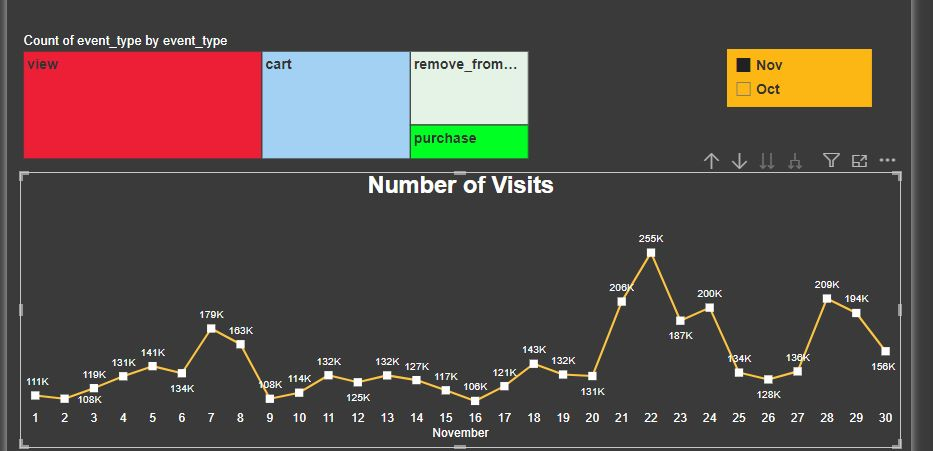 Count of event_type by event_type
view
cart
remove_from...
purchase
Nov
Oct
Number of Visits
111K
108K
119K
131K
141K
134K
179K
163K
108K
114K
132K
125K
132K
127K
117K
106K
121K
143K
132K
131K
206K
255K
187K
200K
134K
128K
136K
209K
194K
156K
1 2 3 4 5 6 7 8 9 10 11 12 13 14 15 16 17 18 19 20 21 22 23 24 25 26 27 28 29 30
November